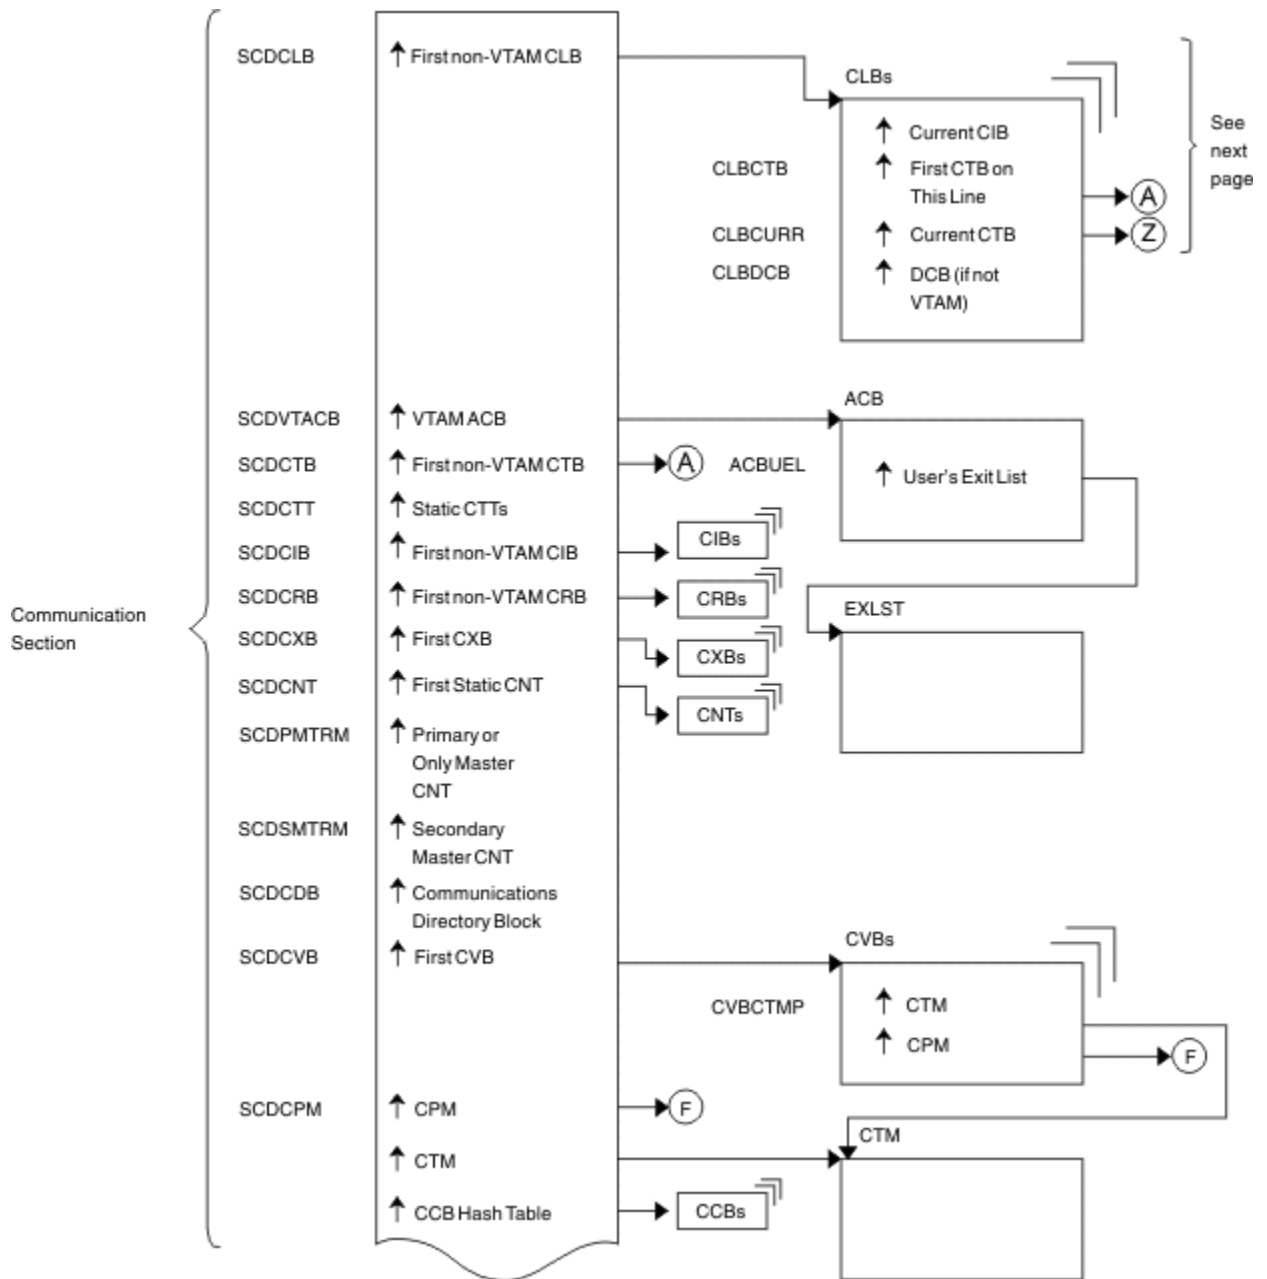 SCDCLB
First non-VTAM CLB
CLBs
Current CIB
CLBCTB
First CTB on
This Line
A
CLBCURR
Current CTB
Z
CLBDCB
DCB (if not
VTAM)
See
next
page
SCDVTACB
VTAM ACB
ACB
SCDCTB
First non-VTAM CTB
A
ACBUEL
User's Exit List
SCDCTT
Static CTTs
SCDCIB
First non-VTAM CIB
CIBs
SCDCRB
First non-VTAM CRB
CRBs
EXLST
Communication
Section
SCDCXB
First CXB
CXBs
SCDCNT
First Static CNT
CNTs
SCDPMTRM
Primary or
Only Master
CNT
SCDSMTRM
Secondary
Master CNT
SCDCDB
Communications
Directory Block
SCDCVB
First CVB
CVBs
CVBCTMP
CTM
CPM
F
SCDCPM
CPM
F
CTM
CTM
CCB Hash Table
CCBs